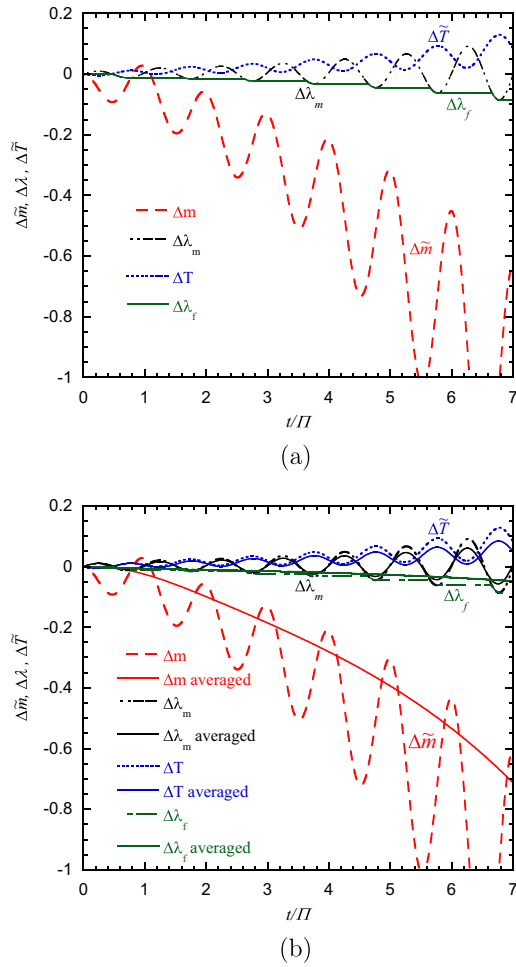 0.2
ΔT̃
0
Δλm
Δλf
-0.2
Δm̃, Δλ, ΔT̃
-0.4
Δm
Δλm
ΔT
Δλf
Δm̃
-0.6
-0.8
-1
0 1 2 3 4 5 6 7
t/Π
(a)
0.2
ΔT̃
0
Δλm
Δλf
-0.2
Δm̃, Δλ, ΔT̃
-0.4
Δm
Δm averaged
Δλm
Δλm averaged
ΔT
ΔT averaged
Δλf
Δλf averaged
Δm̃
-0.6
-0.8
-1
0 1 2 3 4 5 6 7
t/Π
(b)